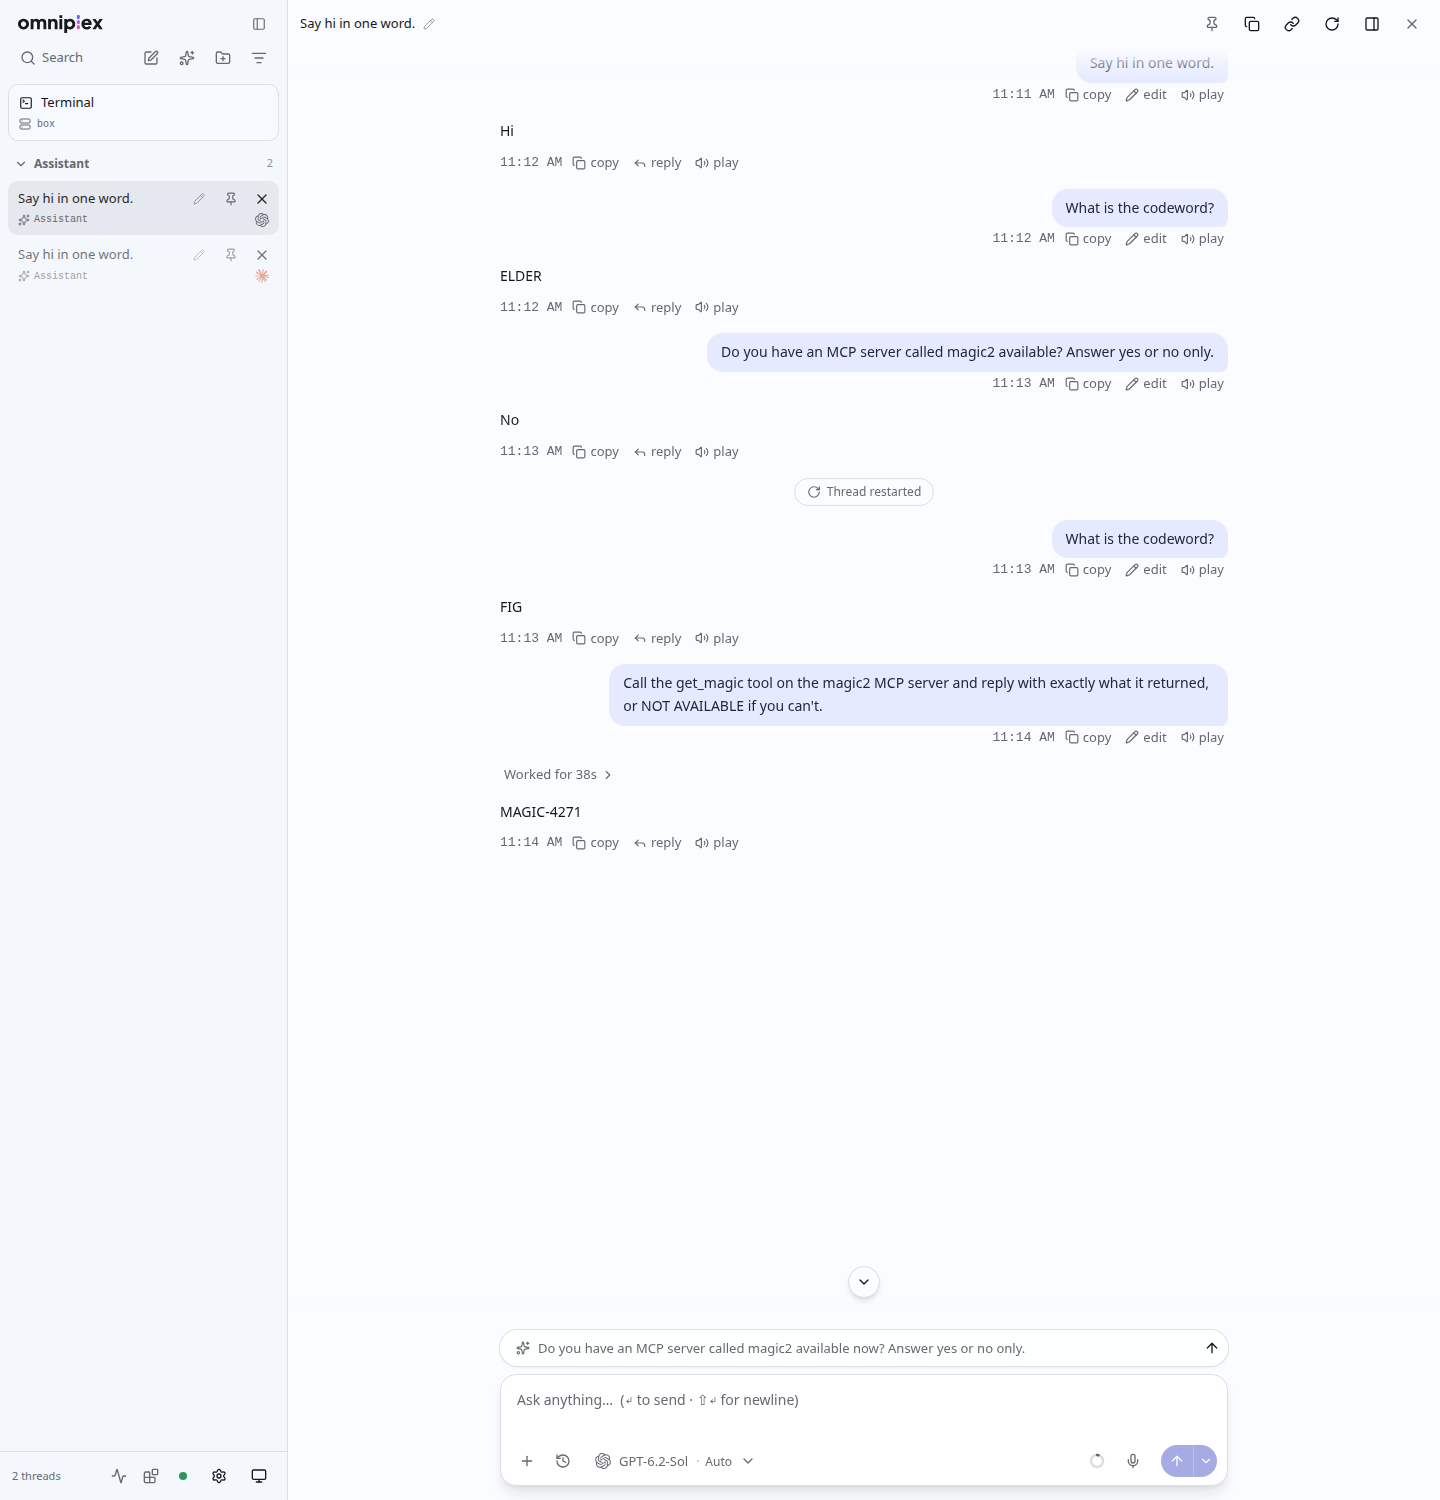 omniplex
Search
Terminal
box
Assistant 2
Say hi in one word.
Assistant
Say hi in one word.
Assistant
2 threads
Say hi in one word.
Say hi in one word.
11:11 AM copy edit play
Hi
11:12 AM copy reply play
What is the codeword?
11:12 AM copy edit play
ELDER
11:12 AM copy reply play
Do you have an MCP server called magic2 available? Answer yes or no only.
11:13 AM copy edit play
No
11:13 AM copy reply play
Thread restarted
What is the codeword?
11:13 AM copy edit play
FIG
11:13 AM copy reply play
Call the get_magic tool on the magic2 MCP server and reply with exactly what it returned,
or NOT AVAILABLE if you can't.
11:14 AM copy edit play
Worked for 38s
MAGIC-4271
11:14 AM copy reply play
Do you have an MCP server called magic2 available now? Answer yes or no only.
Ask anything... (↵ to send · ⇧↵ for newline)
GPT-6.2-Sol · Auto